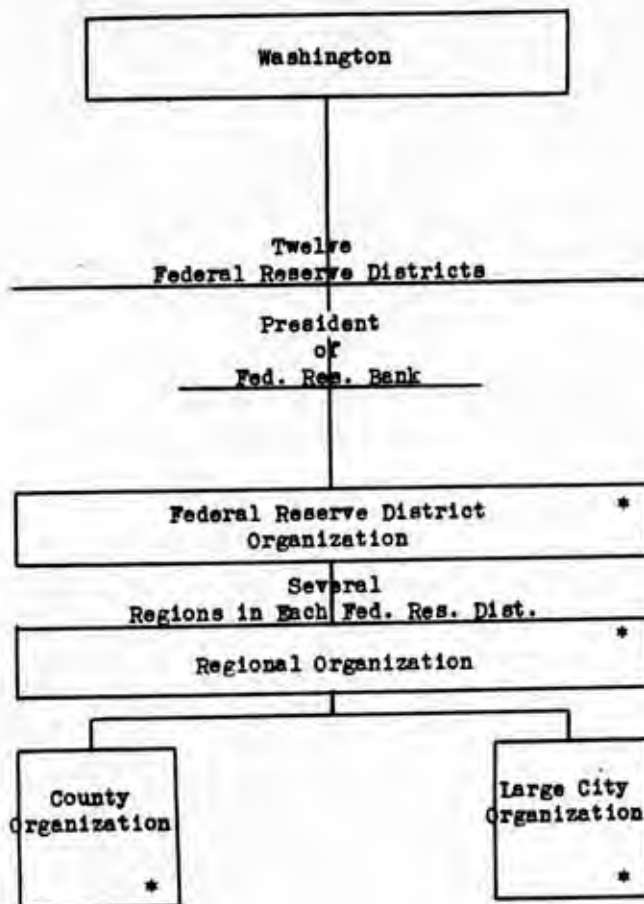 Washington
Twelve
Federal Reserve Districts
President
of
Fed. Res. Bank
Federal Reserve District *
Organization
Several
Regions in Each Fed. Res. Dist.
*
Regional Organization
County
Organization
*
Large City
Organization
*